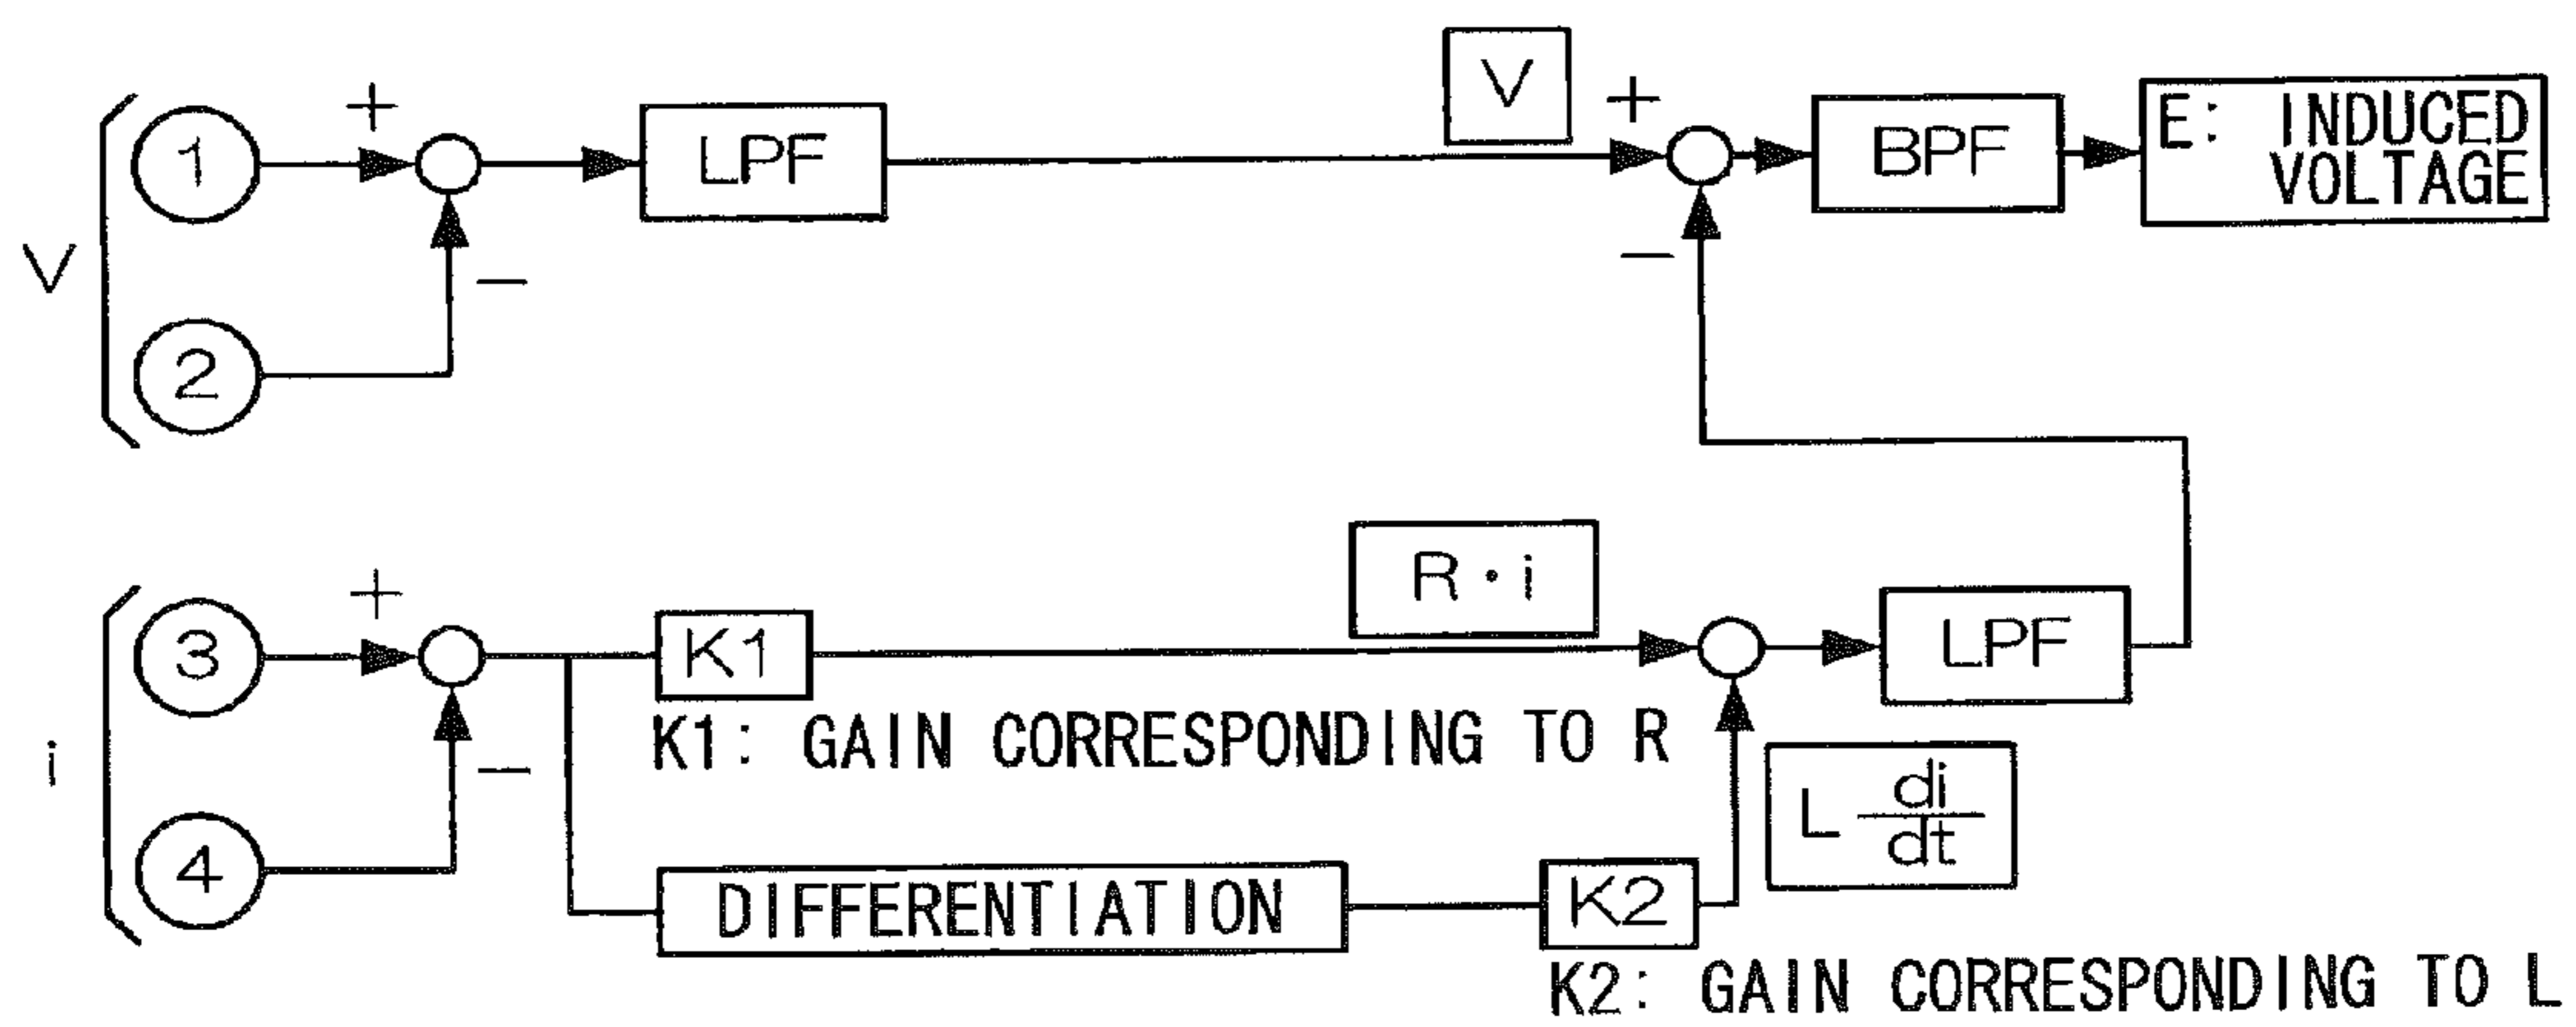 V
+
1
LPF
V
+
BPF
E: INDUCED
VOLTAGE
V
−
−
2
R·i
+
3
K1
LPF
K1: GAIN CORRESPONDING TO R
i
−
L di/dt
4
DIFFERENTIATION
K2
K2: GAIN CORRESPONDING TO L